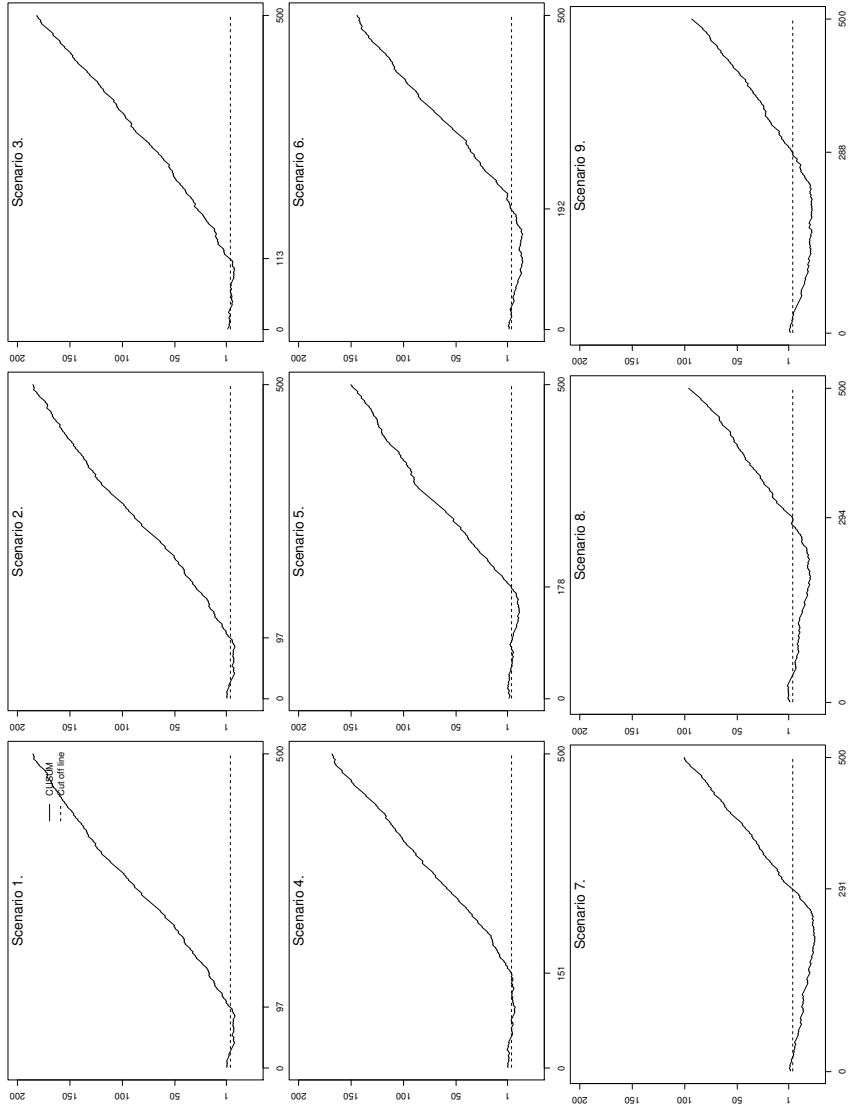 Scenario 1.
CUSUM
Cut off line
200
150
100
50
1
0 97 500
Scenario 2.
200
150
100
50
1
0 97 500
Scenario 3.
200
150
100
50
1
0 113 500
Scenario 4.
200
150
100
50
1
0 151 500
Scenario 5.
200
150
100
50
1
0 178 500
Scenario 6.
200
150
100
50
1
0 192 500
Scenario 7.
200
150
100
50
1
0 291 500
Scenario 8.
200
150
100
50
1
0 294 500
Scenario 9.
200
150
100
50
1
0 288 500